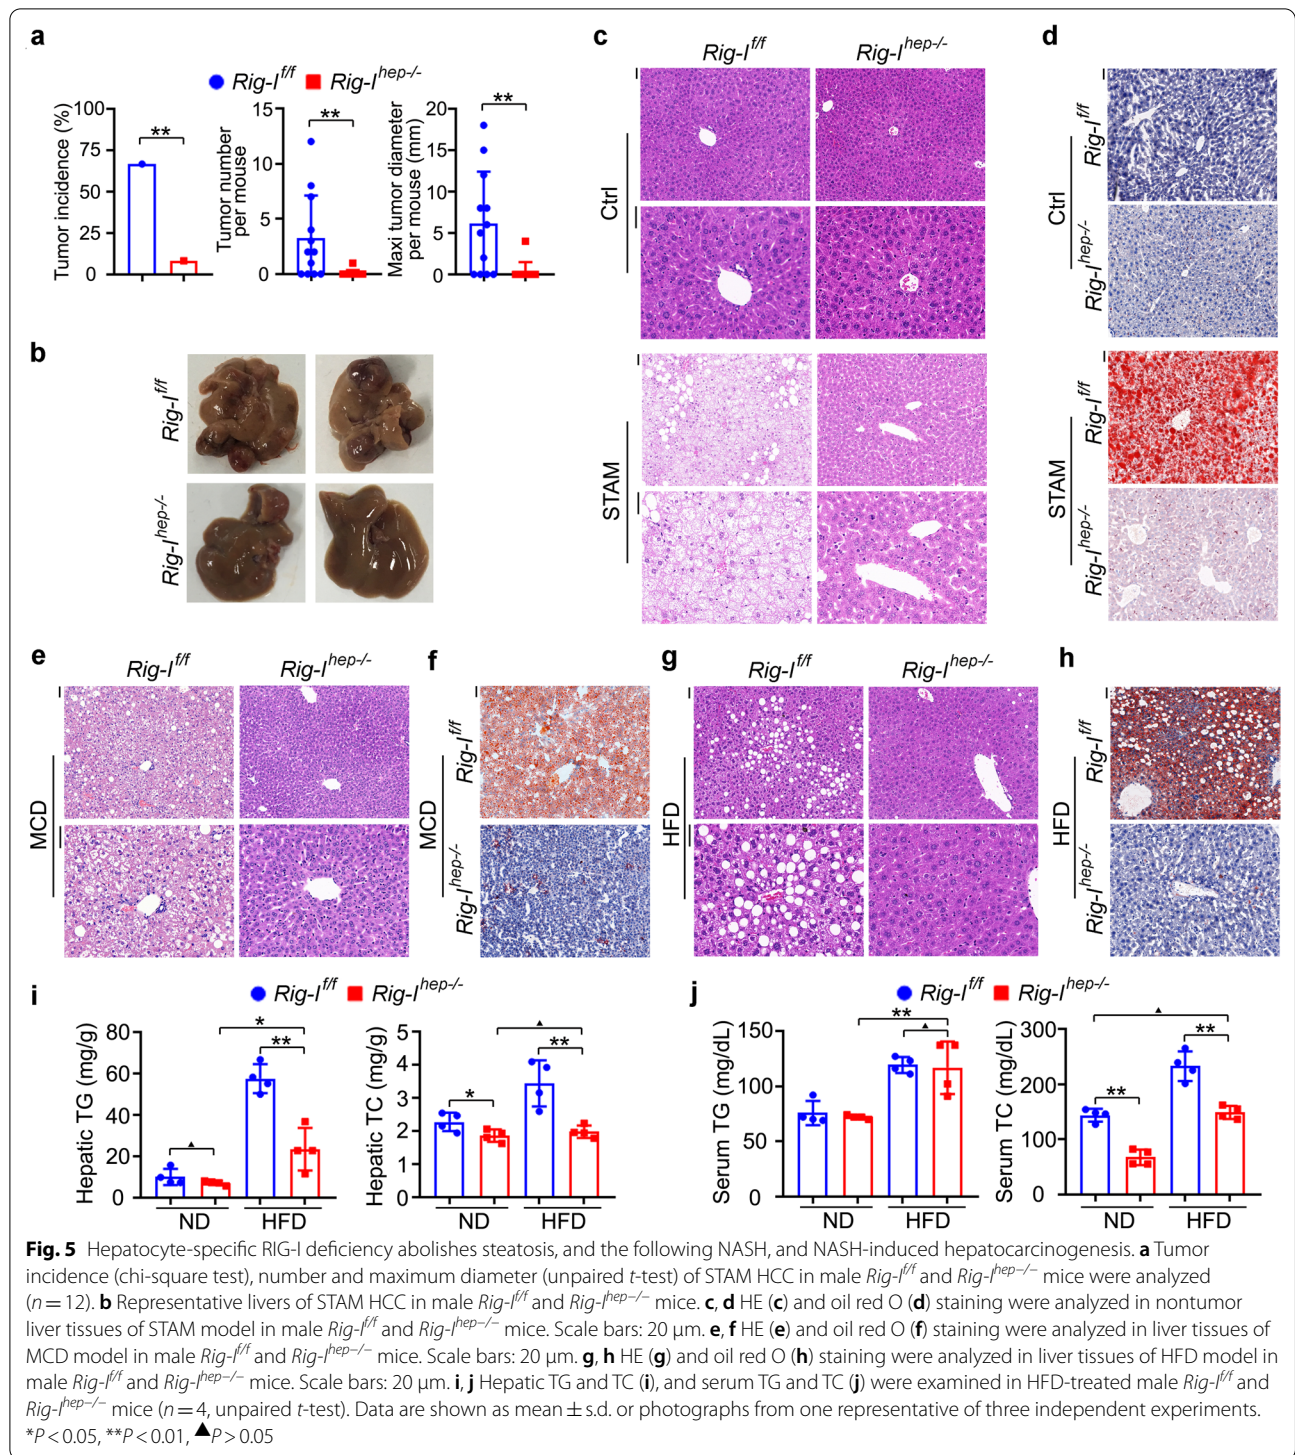 a
Rig-I^f/f Rig-I^hep-/-
Tumor incidence (%)
100
75
50
25
0
**
Tumor number
per mouse
15
10
5
0
**
Maxi tumor diameter
per mouse (mm)
20
15
10
5
0
**
b
Rig-I^f/f
Rig-I^hep-/-
c
Rig-I^f/f Rig-I^hep-/-
Ctrl
STAM
d
Ctrl
Rig-I^f/f
Rig-I^hep-/-
STAM
Rig-I^f/f
Rig-I^hep-/-
e
Rig-I^f/f Rig-I^hep-/-
MCD
f
MCD
Rig-I^f/f
Rig-I^hep-/-
g
Rig-I^f/f Rig-I^hep-/-
HFD
h
HFD
Rig-I^f/f
Rig-I^hep-/-
i
Rig-I^f/f Rig-I^hep-/-
Hepatic TG (mg/g)
80
60
40
20
0
▲
*
**
ND HFD
Hepatic TC (mg/g)
5
4
3
2
1
0
*
▲
**
ND HFD
j
Rig-I^f/f Rig-I^hep-/-
Serum TG (mg/dL)
150
100
50
0
**
▲
ND HFD
Serum TC (mg/dL)
300
200
100
0
**
▲
**
ND HFD
Fig. 5 Hepatocyte-specific RIG-I deficiency abolishes steatosis, and the following NASH, and NASH-induced hepatocarcinogenesis. a Tumor
incidence (chi-square test), number and maximum diameter (unpaired t-test) of STAM HCC in male Rig-I^f/f and Rig-I^hep−/− mice were analyzed
(n = 12). b Representative livers of STAM HCC in male Rig-I^f/f and Rig-I^hep−/− mice. c, d HE (c) and oil red O (d) staining were analyzed in nontumor
liver tissues of STAM model in male Rig-I^f/f and Rig-I^hep−/− mice. Scale bars: 20 μm. e, f HE (e) and oil red O (f) staining were analyzed in liver tissues of
MCD model in male Rig-I^f/f and Rig-I^hep−/− mice. Scale bars: 20 μm. g, h HE (g) and oil red O (h) staining were analyzed in liver tissues of HFD model in
male Rig-I^f/f and Rig-I^hep−/− mice. Scale bars: 20 μm. i, j Hepatic TG and TC (i), and serum TG and TC (j) were examined in HFD-treated male Rig-I^f/f and
Rig-I^hep−/− mice (n = 4, unpaired t-test). Data are shown as mean ± s.d. or photographs from one representative of three independent experiments.
*P < 0.05, **P < 0.01, ▲P > 0.05